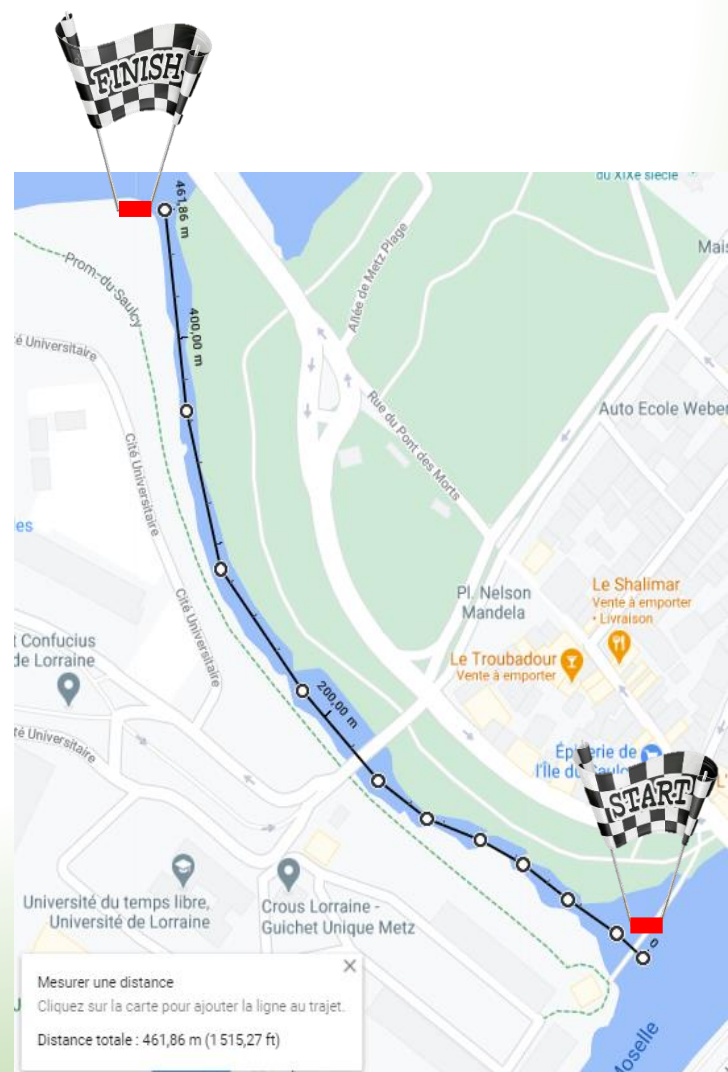 FINISH
du XIXe siècle
461,86 m
Mais
Prom.-du-Saulcy
Allée de Metz Plage
400,00 m
é Universitaire
Rue du Pont des Morts
Auto Ecole Weber
Cité Universitaire
es
Cité Universitaire
Pl. Nelson
Mandela
Le Shalimar
Vente à emporter
• Livraison
t Confucius
de Lorraine
Le Troubadour
Vente à emporter
200,00 m
té Universitaire
Épicerie de
l'Île du Saulcy
L'
START
Université du temps libre,
Université de Lorraine
Crous Lorraine -
Guichet Unique Metz
0
Mesurer une distance
Cliquez sur la carte pour ajouter la ligne au trajet.
Distance totale : 461,86 m (1 515,27 ft)
Moselle